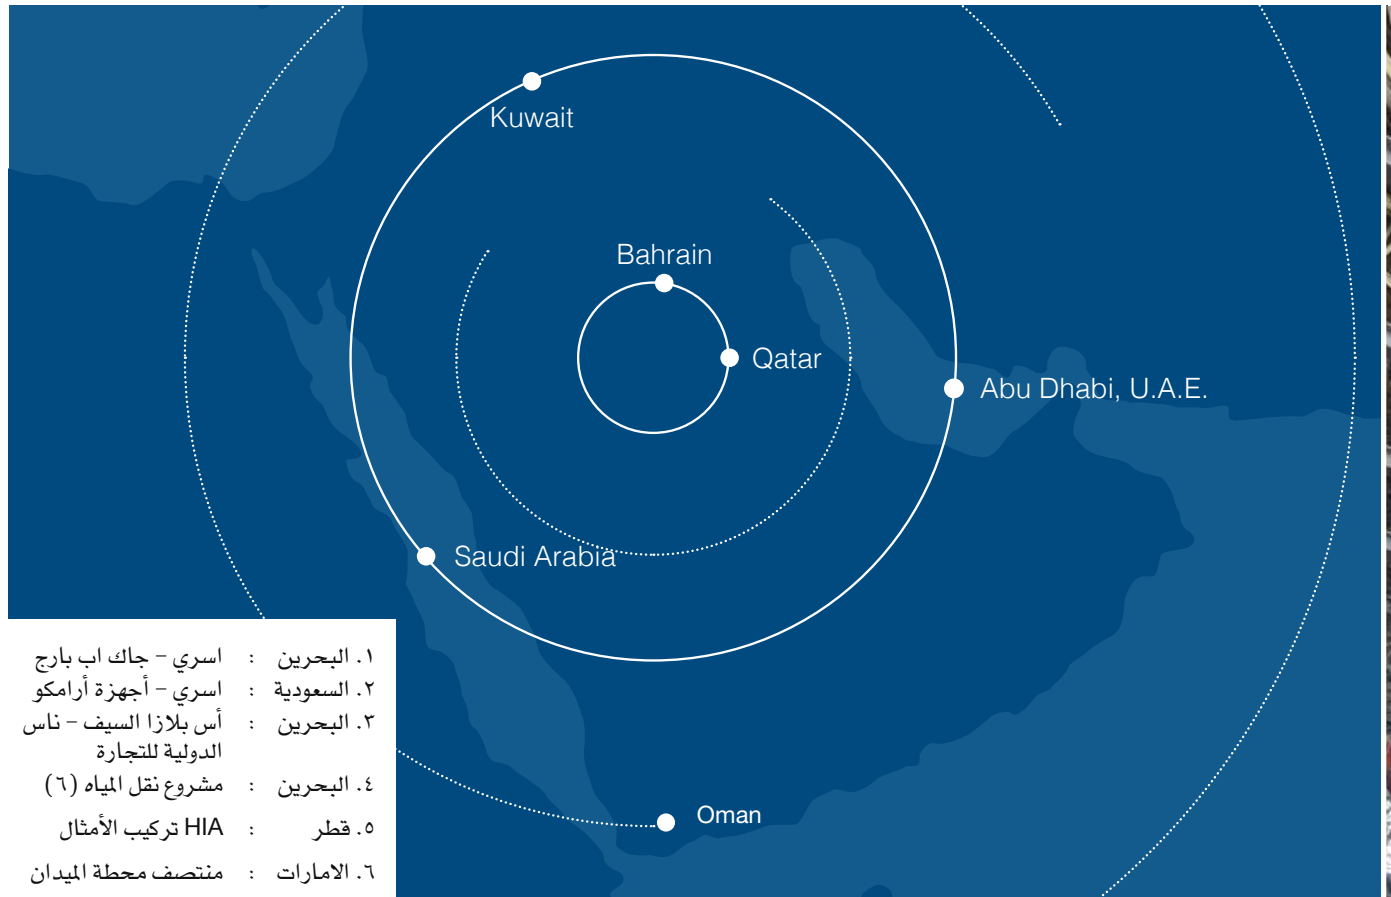 Kuwait
Bahrain
Qatar
Abu Dhabi, U.A.E.
Saudi Arabia
Oman
١. البحرين : اسري - جاك اب بارج
٢. السعودية : اسري - أجهزة أرامكو
٣. البحرين : أس بلازا السيف - ناس
الدولية للتجارة
٤. البحرين : مشروع نقل المياه (٦)
٥. قطر : HIA تركيب الأمثال
٦. الامارات : منتصف محطة الميدان